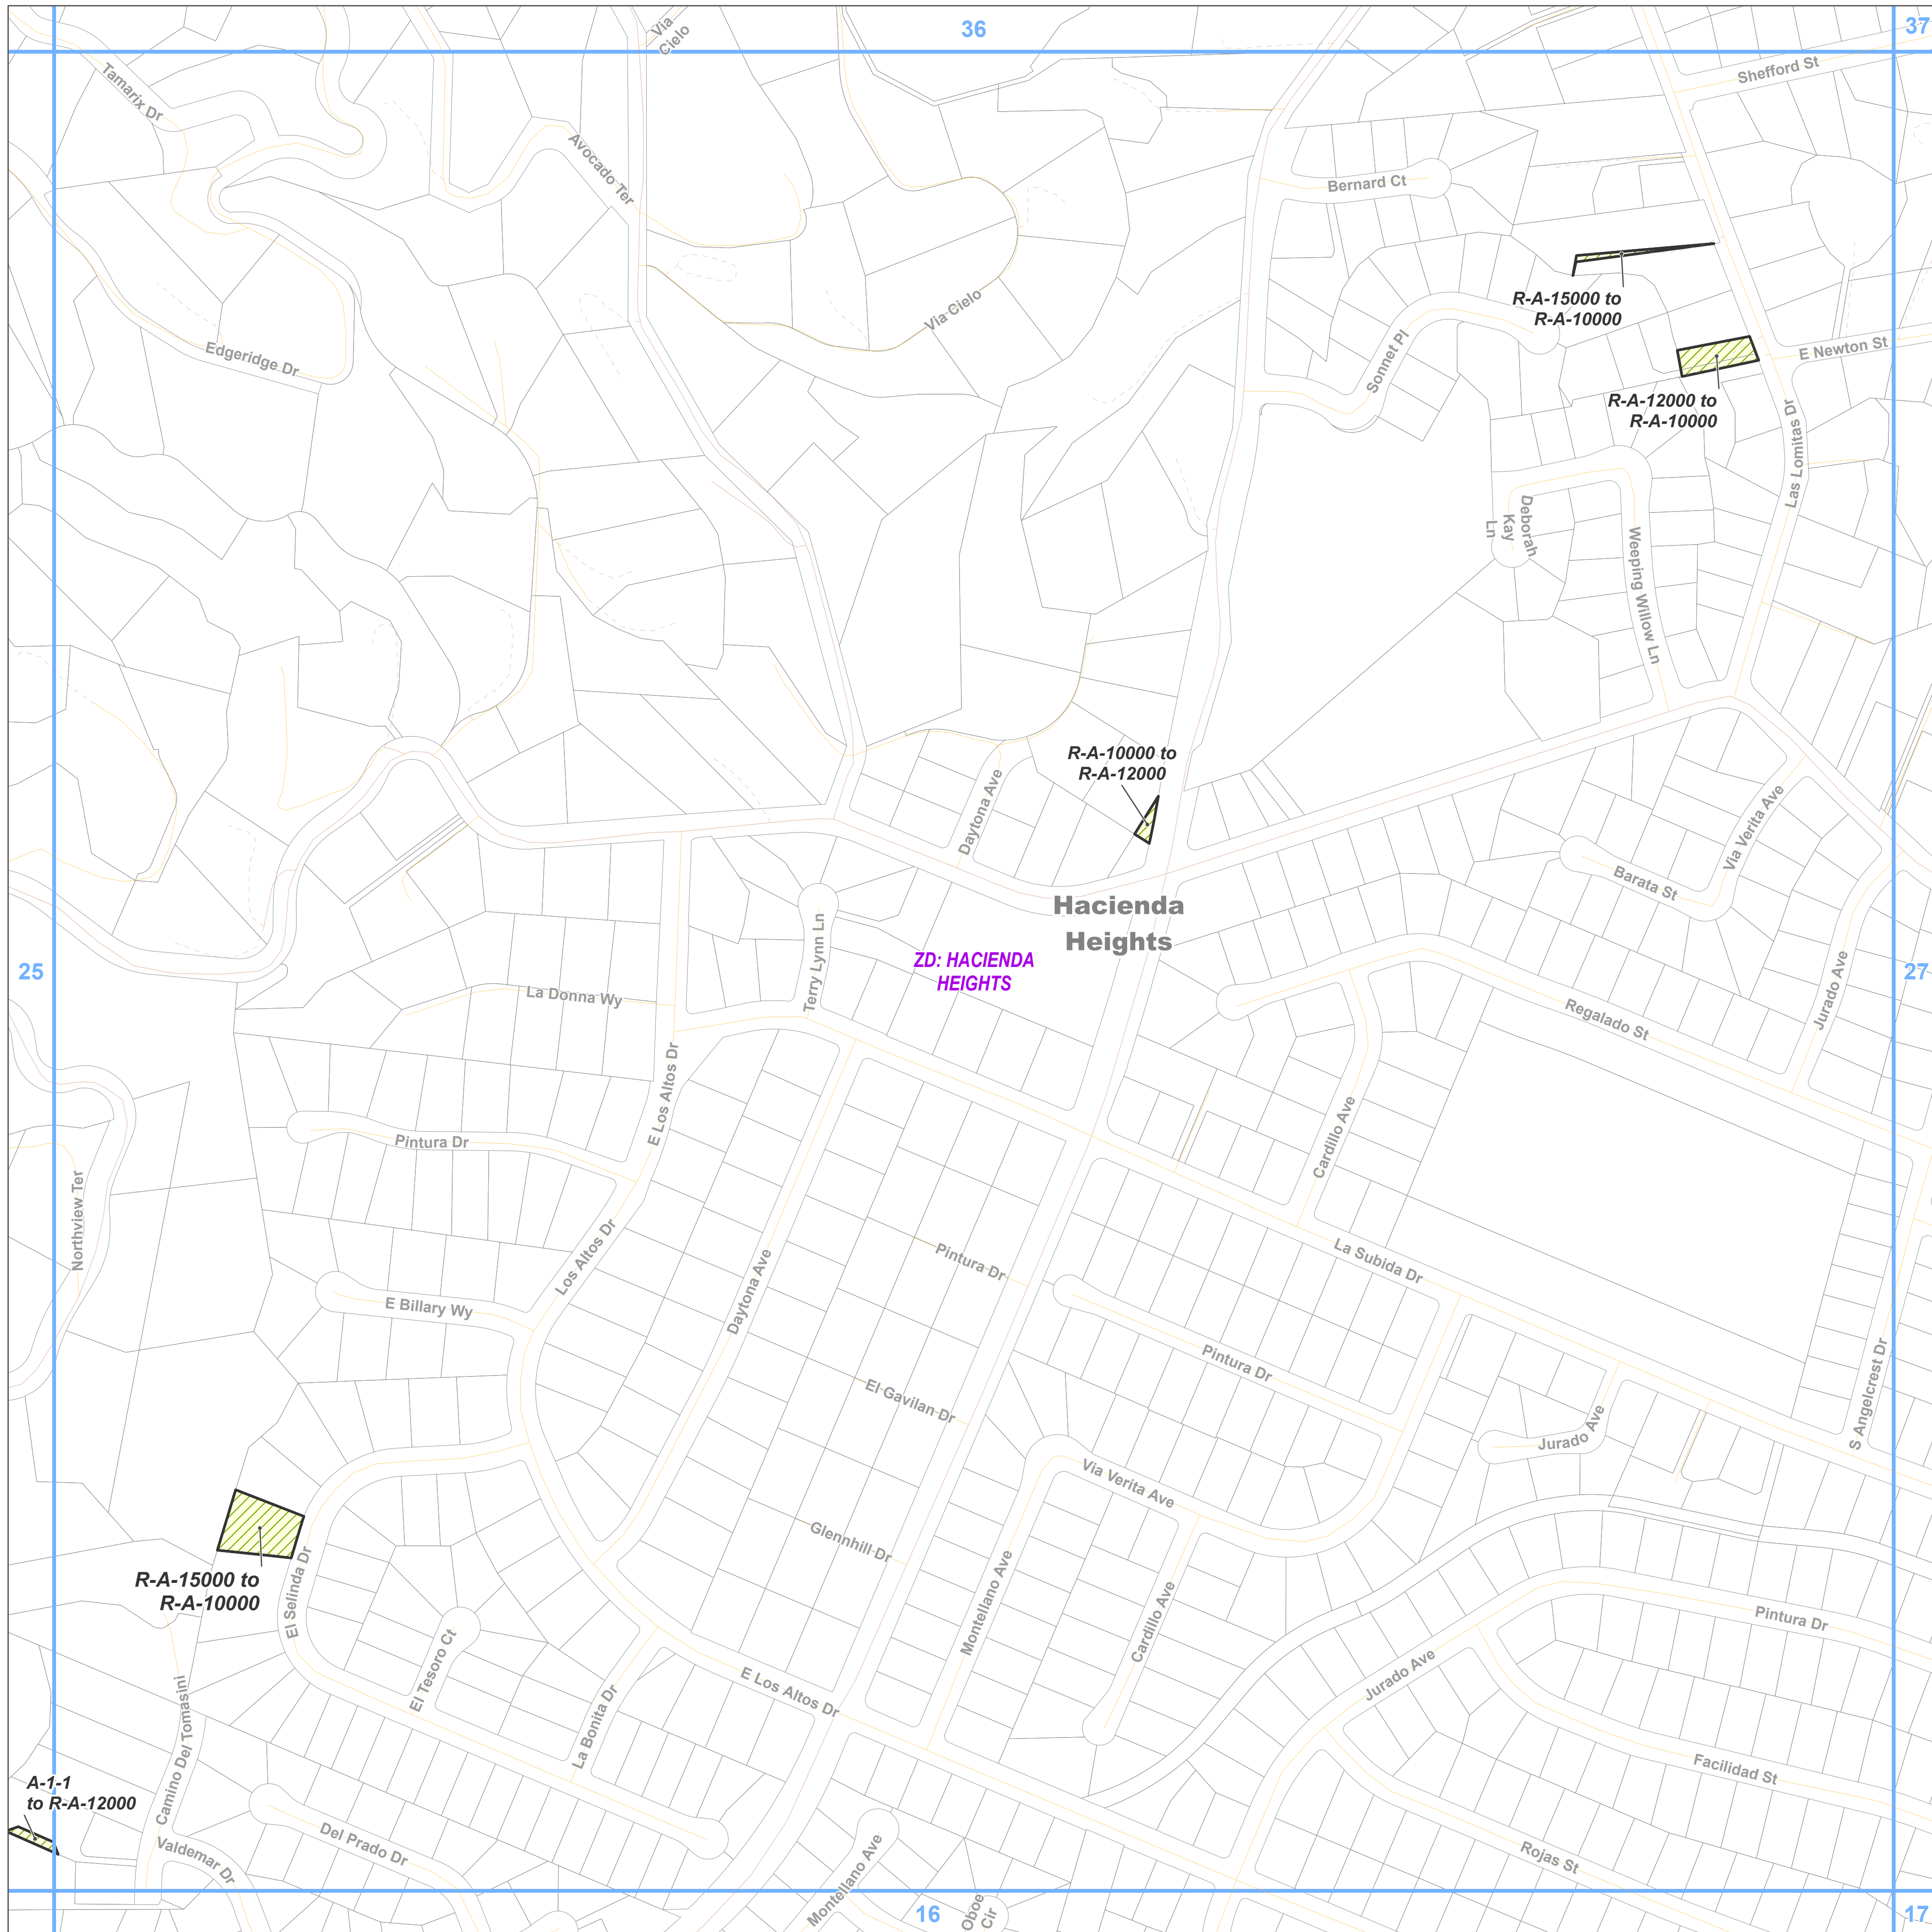 36
37
Via
Cielo
Shefford St
Tamarix Dr
Avocado Ter
Bernard Ct
R-A-15000 to
R-A-10000
Via Cielo
Edgeridge Dr
Sonnet Pl
E Newton St
R-A-12000 to
R-A-10000
Las Lomitas Dr
Deborah
Kay
Ln
Weeping Willow Ln
R-A-10000 to
R-A-12000
Daytona Ave
Via Verita Ave
Barata St
Hacienda
Heights
ZD: HACIENDA
HEIGHTS
Terry Lynn Ln
25
27
La Donna Wy
Regalado St
Jurado Ave
E Los Altos Dr
Pintura Dr
Cardillo Ave
Northview Ter
Los Altos Dr
Pintura Dr
La Subida Dr
Daytona Ave
E Billary Wy
Pintura Dr
El Gavilan Dr
S Angelcrest Dr
Jurado Ave
Via Verita Ave
Glennhill Dr
El Selinda Dr
R-A-15000 to
R-A-10000
Montellano Ave
Cardillo Ave
Pintura Dr
El Tesoro Ct
Jurado Ave
E Los Altos Dr
La Bonita Dr
Camino Del Tomasini
Facilidad St
A-1-1
to R-A-12000
Del Prado Dr
Valdemar Dr
Rojas St
Montellano Ave
Oboe
Cir
16
17